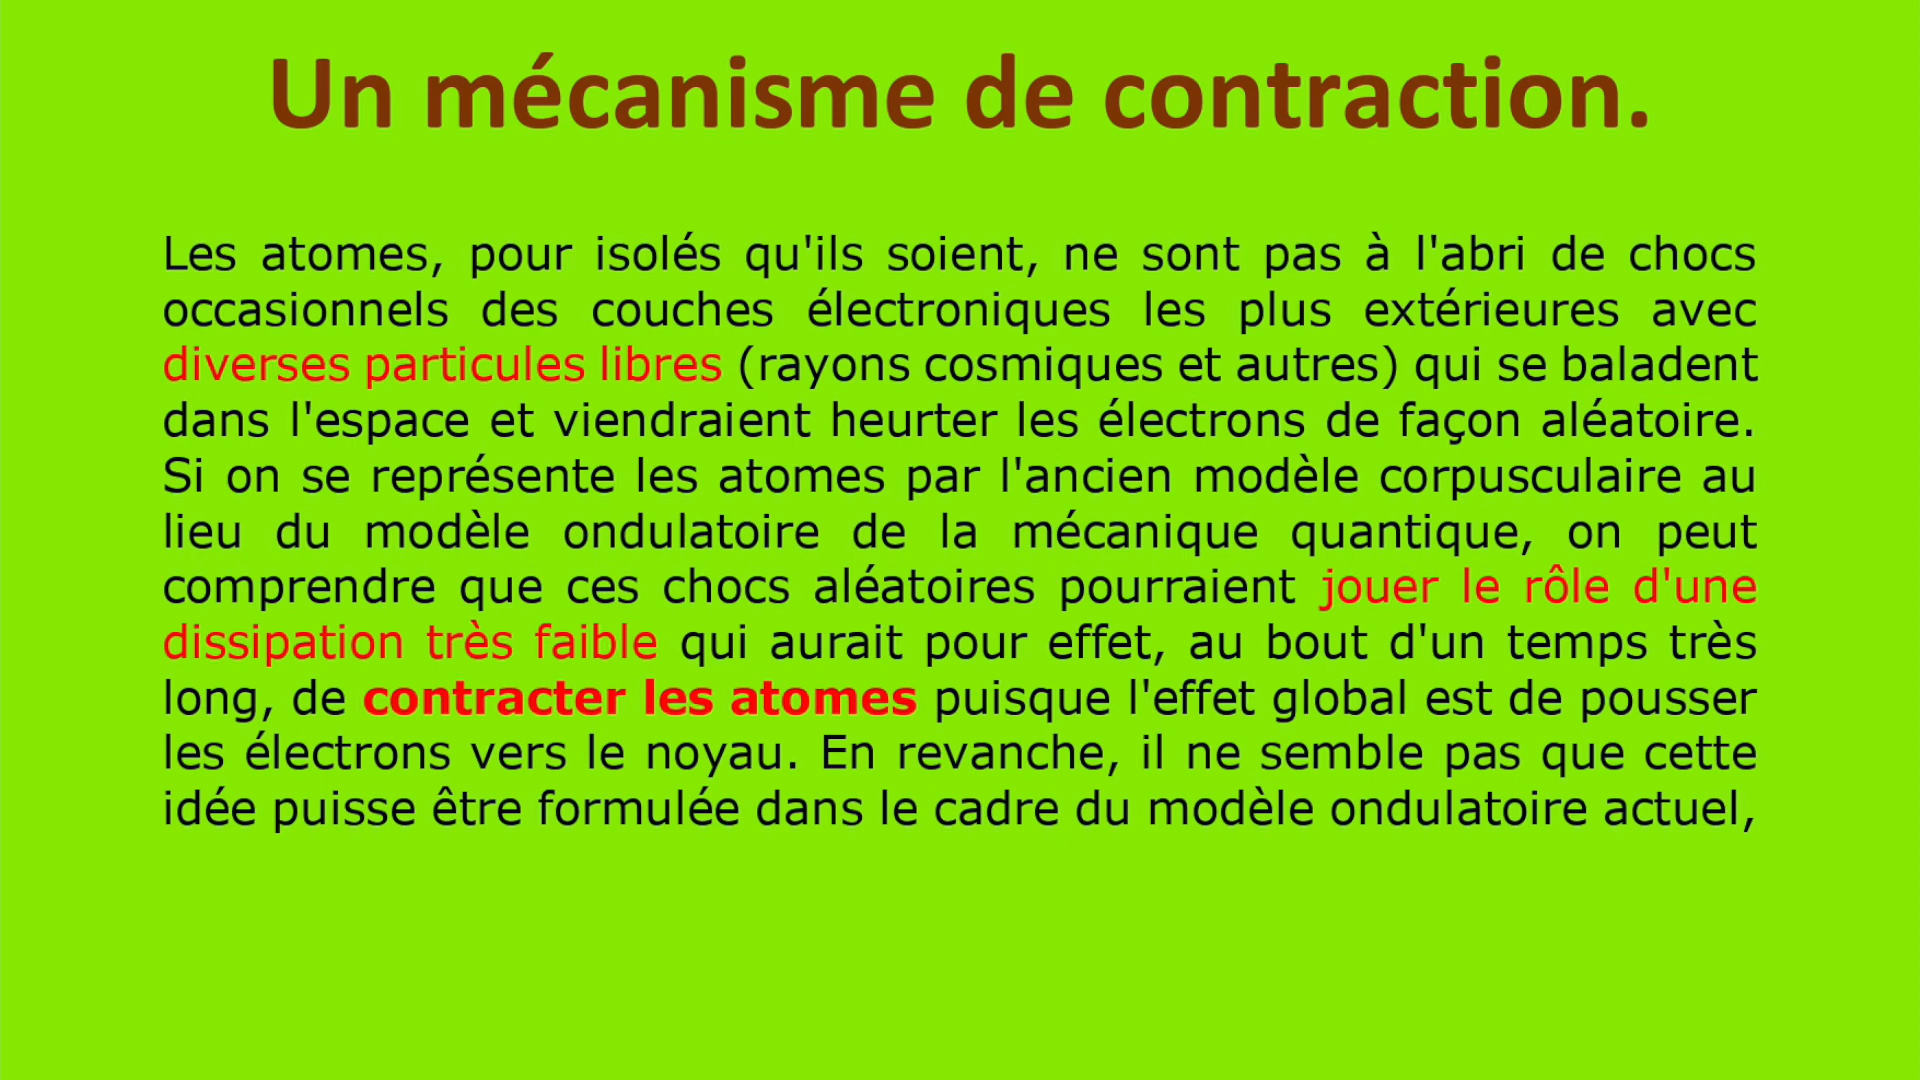 Un mécanisme de contraction.
Les atomes, pour isolés qu'ils soient, ne sont pas à l'abri de chocs
occasionnels des couches électroniques les plus extérieures avec
diverses particules libres (rayons cosmiques et autres) qui se baladent
dans l'espace et viendraient heurter les électrons de façon aléatoire.
Si on se représente les atomes par l'ancien modèle corpusculaire au
lieu du modèle ondulatoire de la mécanique quantique, on peut
comprendre que ces chocs aléatoires pourraient jouer le rôle d'une
dissipation très faible qui aurait pour effet, au bout d'un temps très
long, de contracter les atomes puisque l'effet global est de pousser
les électrons vers le noyau. En revanche, il ne semble pas que cette
idée puisse être formulée dans le cadre du modèle ondulatoire actuel,